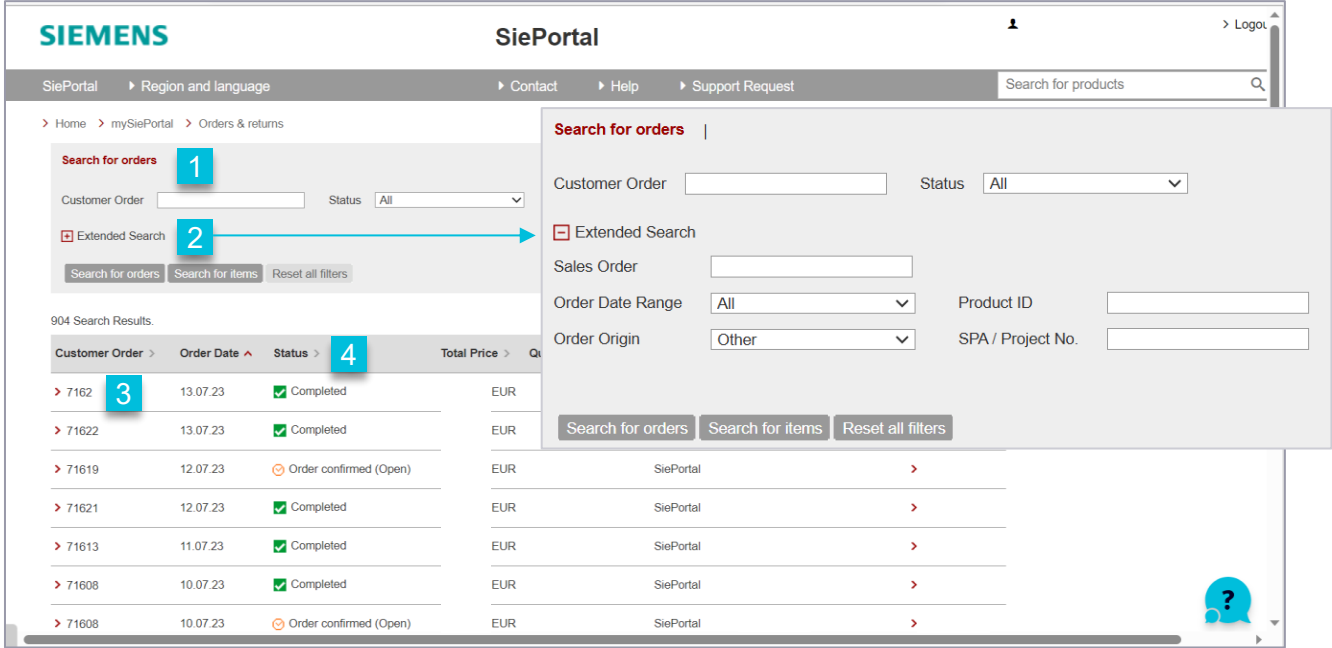 SIEMENS
SiePortal
> Logou
SiePortal
Region and language
Contact
Help
Support Request
Search for products
> Home > mySiePortal > Orders & returns
Search for orders
1
Customer Order
Status All
Extended Search
2
Search for orders Search for items Reset all filters
Search for orders |
Customer Order
Status All
Extended Search
Sales Order
Order Date Range All
Product ID
Order Origin Other
SPA / Project No.
Search for orders Search for items Reset all filters
904 Search Results.
Customer Order > Order Date Status > 4 Total Price > Qu
> 7162 3 13.07.23 Completed EUR
> 71622 13.07.23 Completed EUR
> 71619 12.07.23 Order confirmed (Open) EUR SiePortal >
> 71621 12.07.23 Completed EUR SiePortal >
> 71613 11.07.23 Completed EUR SiePortal >
> 71608 10.07.23 Completed EUR SiePortal >
> 71608 10.07.23 Order confirmed (Open) EUR SiePortal >
?